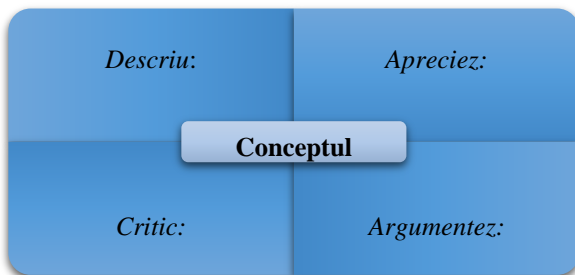 Descriu:
Apreciez:
Conceptul
Critic:
Argumentez: